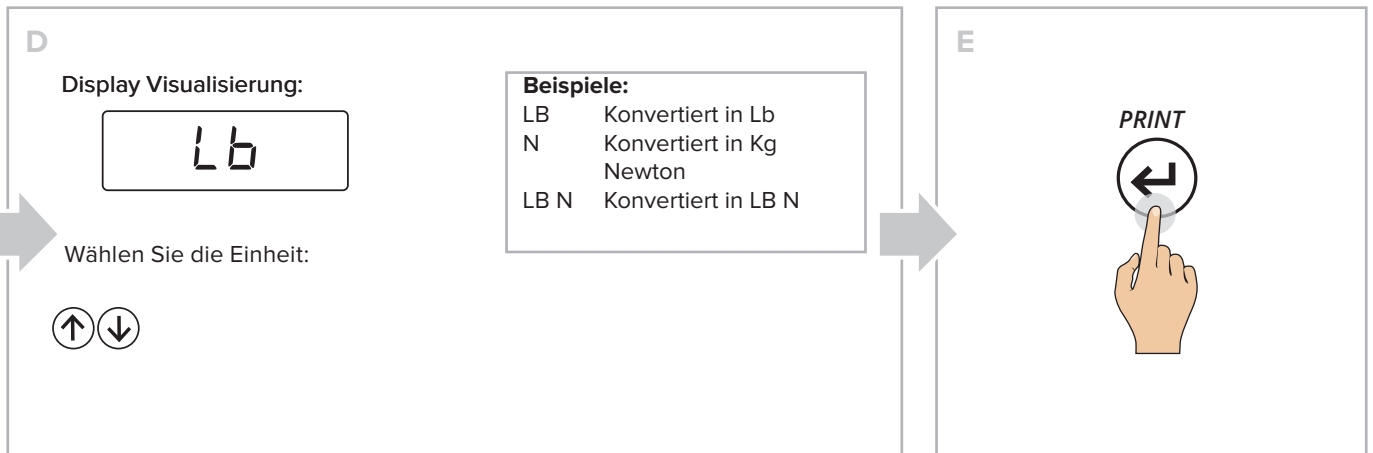 D
Display Visualisierung:
Lb
Wählen Sie die Einheit:
Beispiele:
LB Konvertiert in Lb
N Konvertiert in Kg
Newton
LB N Konvertiert in LB N
E
PRINT